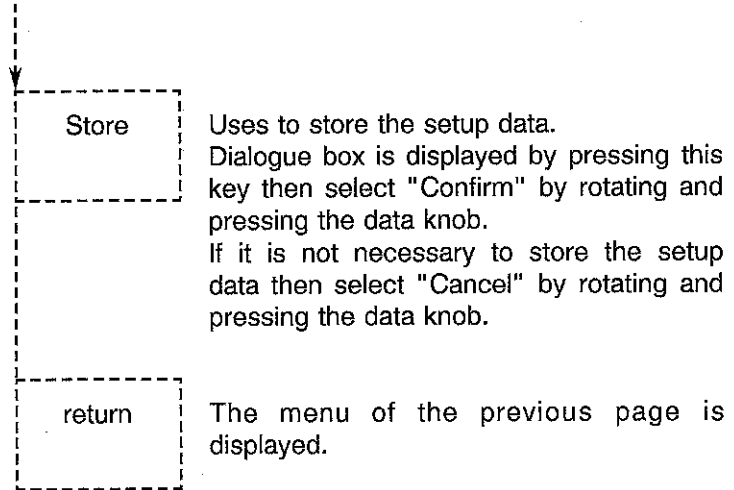 Store
Uses to store the setup data.
Dialogue box is displayed by pressing this
key then select "Confirm" by rotating and
pressing the data knob.
If it is not necessary to store the setup
data then select "Cancel" by rotating and
pressing the data knob.
return
The menu of the previous page is
displayed.